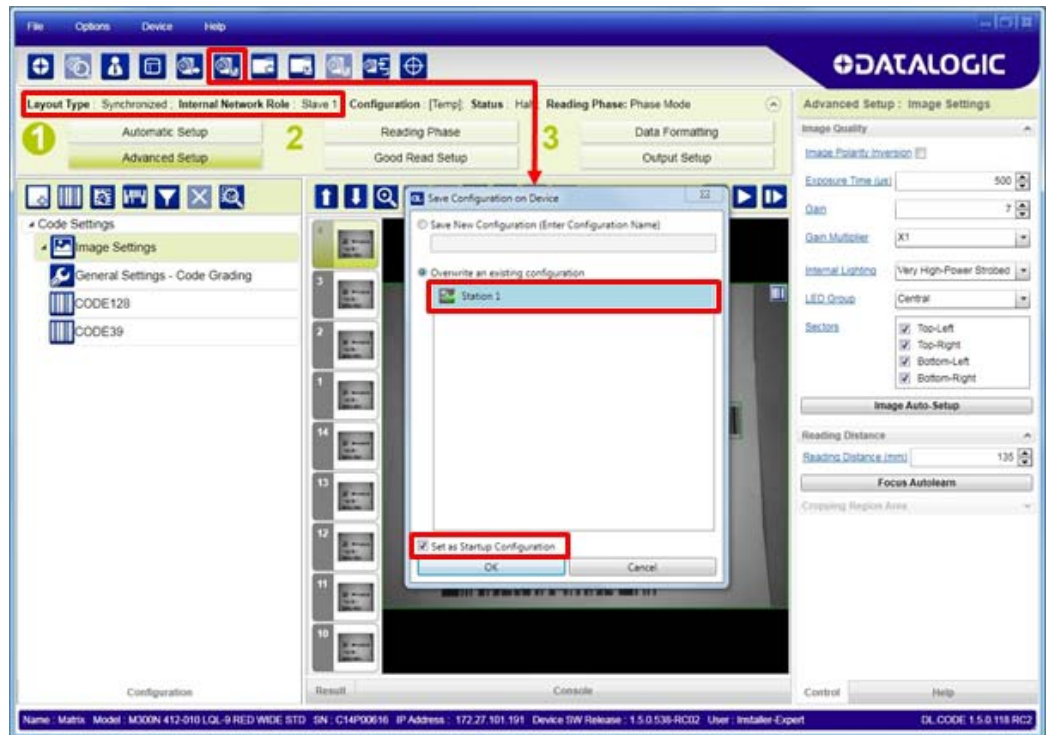 File Options Device Help
DATALOGIC
Layout Type : Synchronized ; Internal Network Role : Slave 1 ; Configuration : [Temp]; Status : Halt; Reading Phase: Phase Mode
1 Automatic Setup
Advanced Setup
2 Reading Phase
Good Read Setup
3 Data Formatting
Output Setup
Code Settings
Image Settings
General Settings - Code Grading
CODE128
CODE39
Configuration
3
2
1
14
13
12
11
10
Save Configuration on Device
Save New Configuration (Enter Configuration Name)
Overwrite an existing configuration
Station 1
Set as Startup Configuration
OK Cancel
Result Console
Advanced Setup : Image Settings
Image Quality
Image Polarity Inversion
Exposure Time (µs) 500
Gain 7
Gain Multiplier X1
Internal Lighting Very High-Power Strobed
LED Group Central
Sectors
Top-Left
Top-Right
Bottom-Left
Bottom-Right
Image Auto-Setup
Reading Distance
Reading Distance (mm) 135
Focus Autolearn
Cropping Region Area
Control Help
Name : Matrix Model : M300N 412-010 LQL-9 RED WIDE STD SN : C14P00616 IP Address : 172.27.101.191 Device SW Release : 1.5.0.538-RC02 User : Installer-Expert DL.CODE 1.5.0.118 RC2